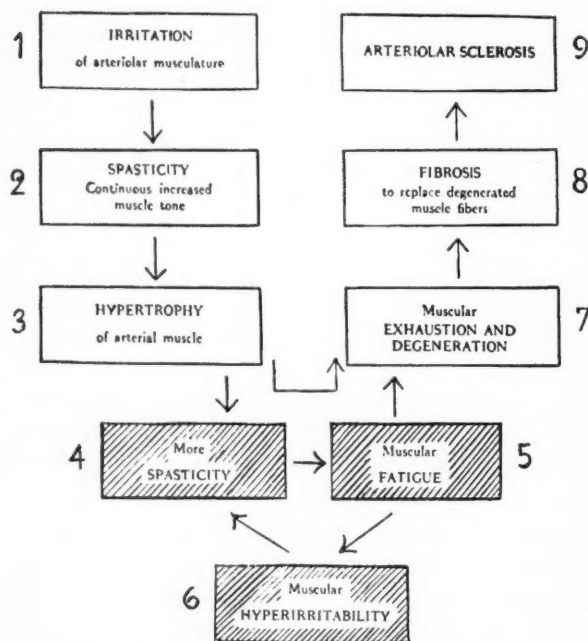 1
IRRITATION
of arteriolar musculature
2
SPASTICITY
Continuous increased
muscle tone
3
HYPERTROPHY
of arterial muscle
4
More
SPASTICITY
5
Muscular
FATIGUE
6
Muscular
HYPERIRRITABILITY
7
Muscular
EXHAUSTION AND
DEGENERATION
8
FIBROSIS
to replace degenerated
muscle fibers
9
ARTERIOLAR SCLEROSIS